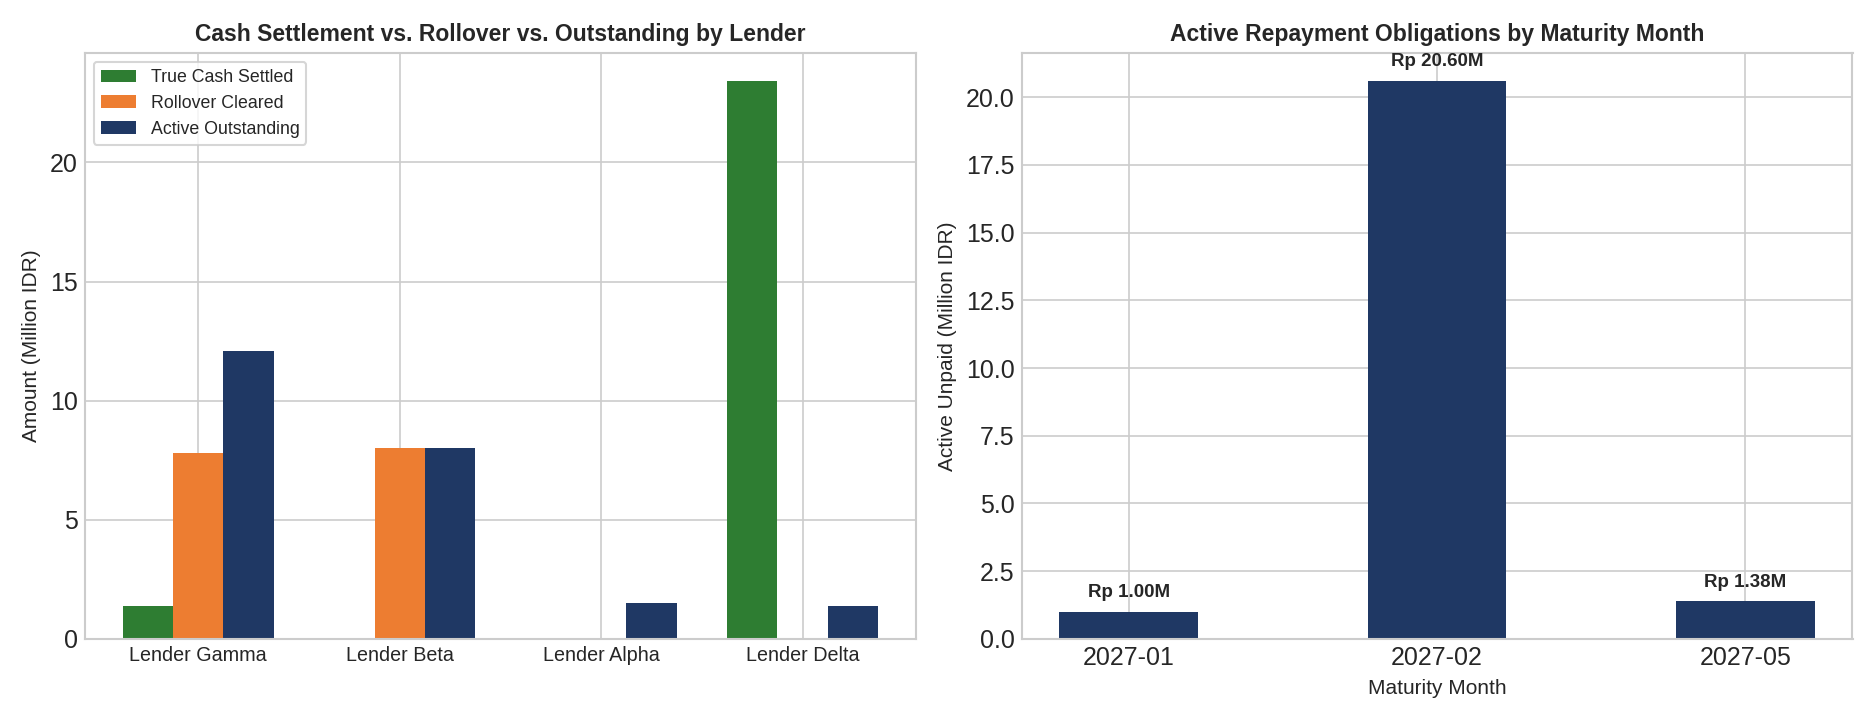 Cash Settlement vs. Rollover vs. Outstanding by Lender
True Cash Settled
Rollover Cleared
Active Outstanding
Amount (Million IDR)
20
15
10
5
0
Lender Gamma
Lender Beta
Lender Alpha
Lender Delta
Active Repayment Obligations by Maturity Month
Rp 20.60M
Rp 1.00M
Rp 1.38M
Active Unpaid (Million IDR)
20.0
17.5
15.0
12.5
10.0
7.5
5.0
2.5
0.0
2027-01
2027-02
2027-05
Maturity Month